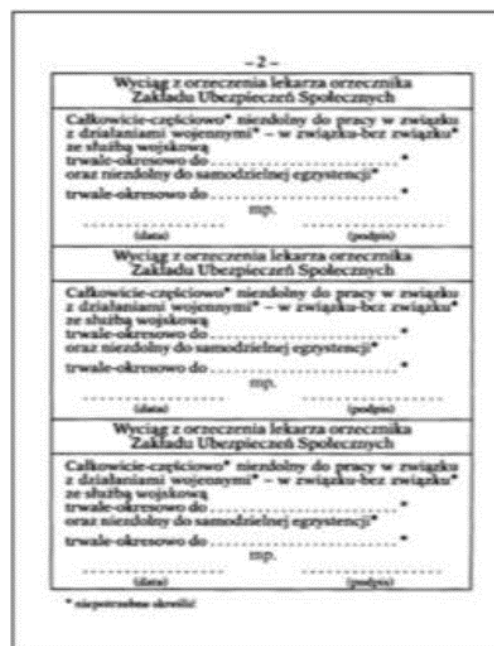 – 2 –
Wyciąg z orzeczenia lekarza orzecznika
Zakładu Ubezpieczeń Społecznych
Całkowicie-częściowo* niezdolny do pracy w związku
z działaniami wojennymi* – w związku-bez związku*
ze służbą wojskową
trwale-okresowo do ........................ *
oraz niezdolny do samodzielnej egzystencji*
trwale-okresowo do ........................ *
mp.
(data) (podpis)
Wyciąg z orzeczenia lekarza orzecznika
Zakładu Ubezpieczeń Społecznych
Całkowicie-częściowo* niezdolny do pracy w związku
z działaniami wojennymi* – w związku-bez związku*
ze służbą wojskową
trwale-okresowo do ........................ *
oraz niezdolny do samodzielnej egzystencji*
trwale-okresowo do ........................ *
mp.
(data) (podpis)
Wyciąg z orzeczenia lekarza orzecznika
Zakładu Ubezpieczeń Społecznych
Całkowicie-częściowo* niezdolny do pracy w związku
z działaniami wojennymi* – w związku-bez związku*
ze służbą wojskową
trwale-okresowo do ........................ *
oraz niezdolny do samodzielnej egzystencji*
trwale-okresowo do ........................ *
mp.
(data) (podpis)
* niepotrzebne skreślić